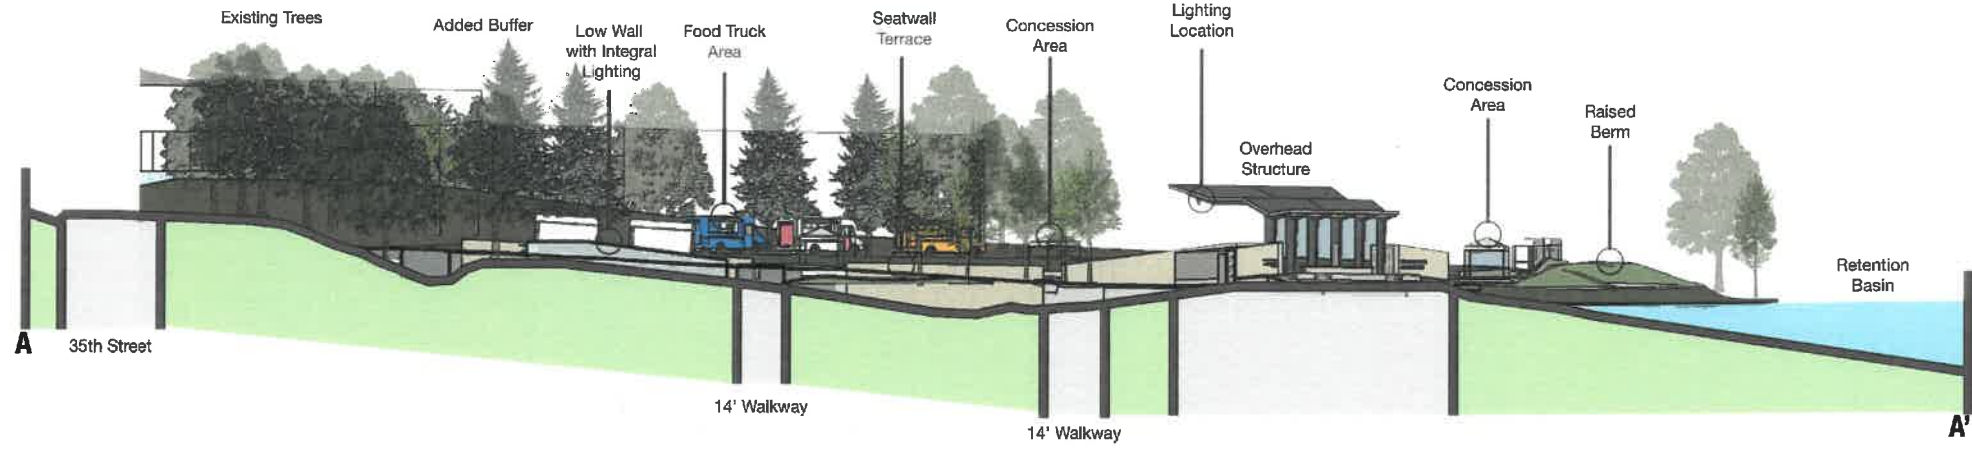 Existing Trees
Added Buffer
Low Wall
with Integral
Lighting
Food Truck
Area
Seatwall
Terrace
Concession
Area
Lighting
Location
Overhead
Structure
Concession
Area
Raised
Berm
Retention
Basin
A
35th Street
14' Walkway
14' Walkway
A'